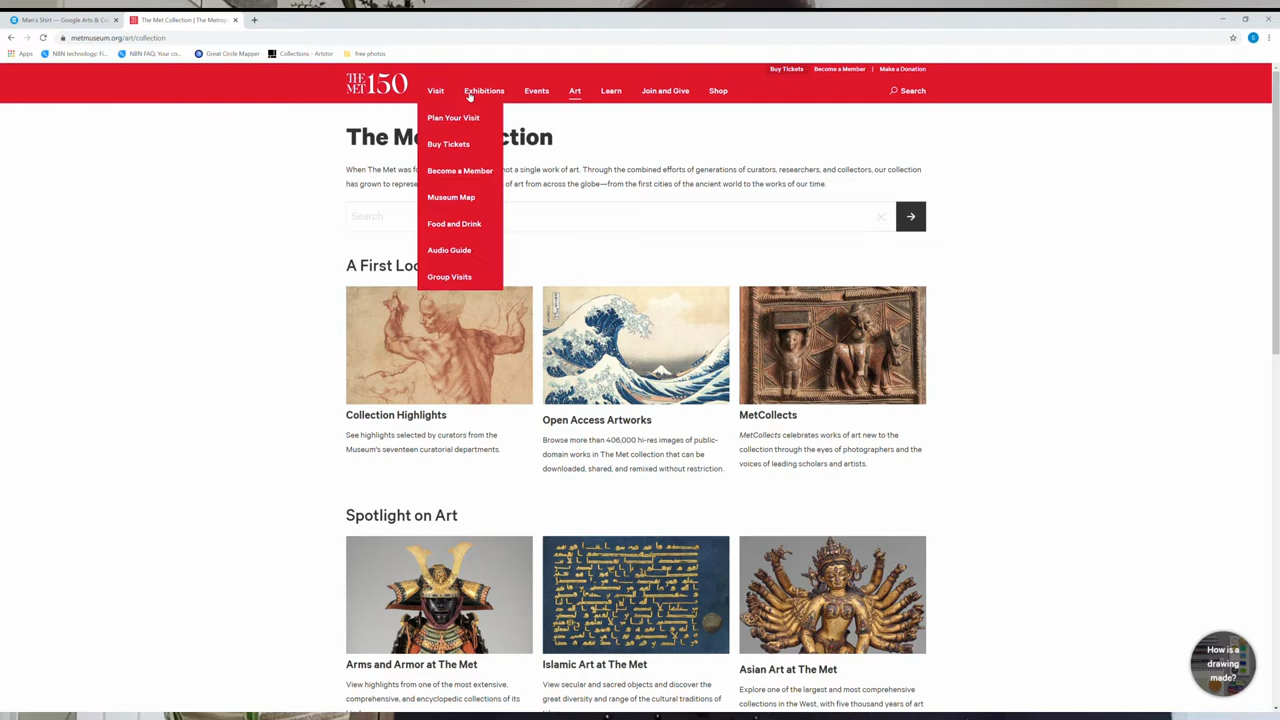 Man's Shirt — Google Arts & Cu
The Met Collection | The Metrop
metmuseum.org/art/collection
Apps
NBN technology: Fi...
NBN FAQ: Your co...
Great Circle Mapper
Collections - Artstor
free photos
Buy Tickets
Become a Member
Make a Donation
THE MET 150
Visit
Exhibitions
Events
Art
Learn
Join and Give
Shop
Search
Plan Your Visit
Buy Tickets
Become a Member
Museum Map
Food and Drink
Audio Guide
Group Visits
The Me ction
When The Met was fo not a single work of art. Through the combined efforts of generations of curators, researchers, and collectors, our collection
has grown to represe of art from across the globe—from the first cities of the ancient world to the works of our time.
Search
A First Loo
Collection Highlights
See highlights selected by curators from the
Museum's seventeen curatorial departments.
Open Access Artworks
Browse more than 406,000 hi-res images of public-
domain works in The Met collection that can be
downloaded, shared, and remixed without restriction.
MetCollects
MetCollects celebrates works of art new to the
collection through the eyes of photographers and the
voices of leading scholars and artists.
Spotlight on Art
Arms and Armor at The Met
View highlights from one of the most extensive,
comprehensive, and encyclopedic collections of its
Islamic Art at The Met
View secular and sacred objects and discover the
great diversity and range of the cultural traditions of
Asian Art at The Met
Explore one of the largest and most comprehensive
collections in the West, with five thousand years of art
How is a
drawing
made?